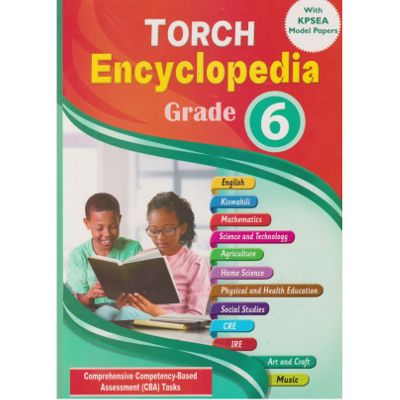 With
KPSEA
Model Papers
TORCH
Encyclopedia
Grade 6
English
Kiswahili
Mathematics
Science and Technology
Agriculture
Home Science
Physical and Health Education
Social Studies
CRE
IRE
Art and Craft
Music
Comprehensive Competency-Based
Assessment (CBA) Tasks